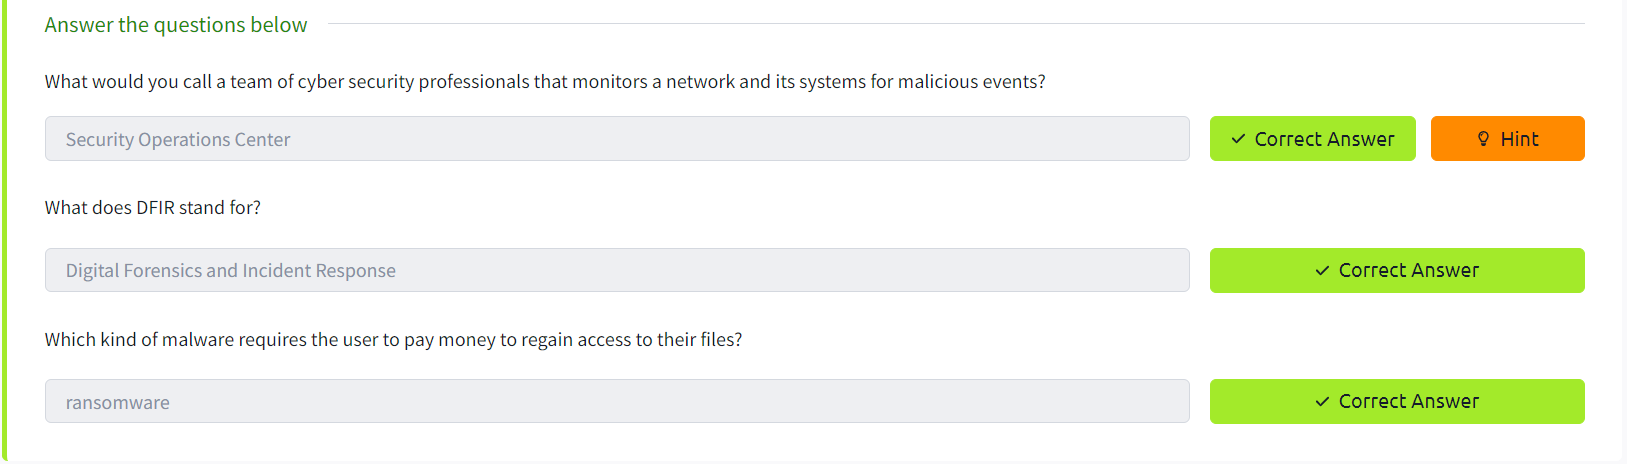 Answer the questions below
What would you call a team of cyber security professionals that monitors a network and its systems for malicious events?
Security Operations Center
Correct Answer
Hint
What does DFIR stand for?
Digital Forensics and Incident Response
Correct Answer
Which kind of malware requires the user to pay money to regain access to their files?
ransomware
Correct Answer